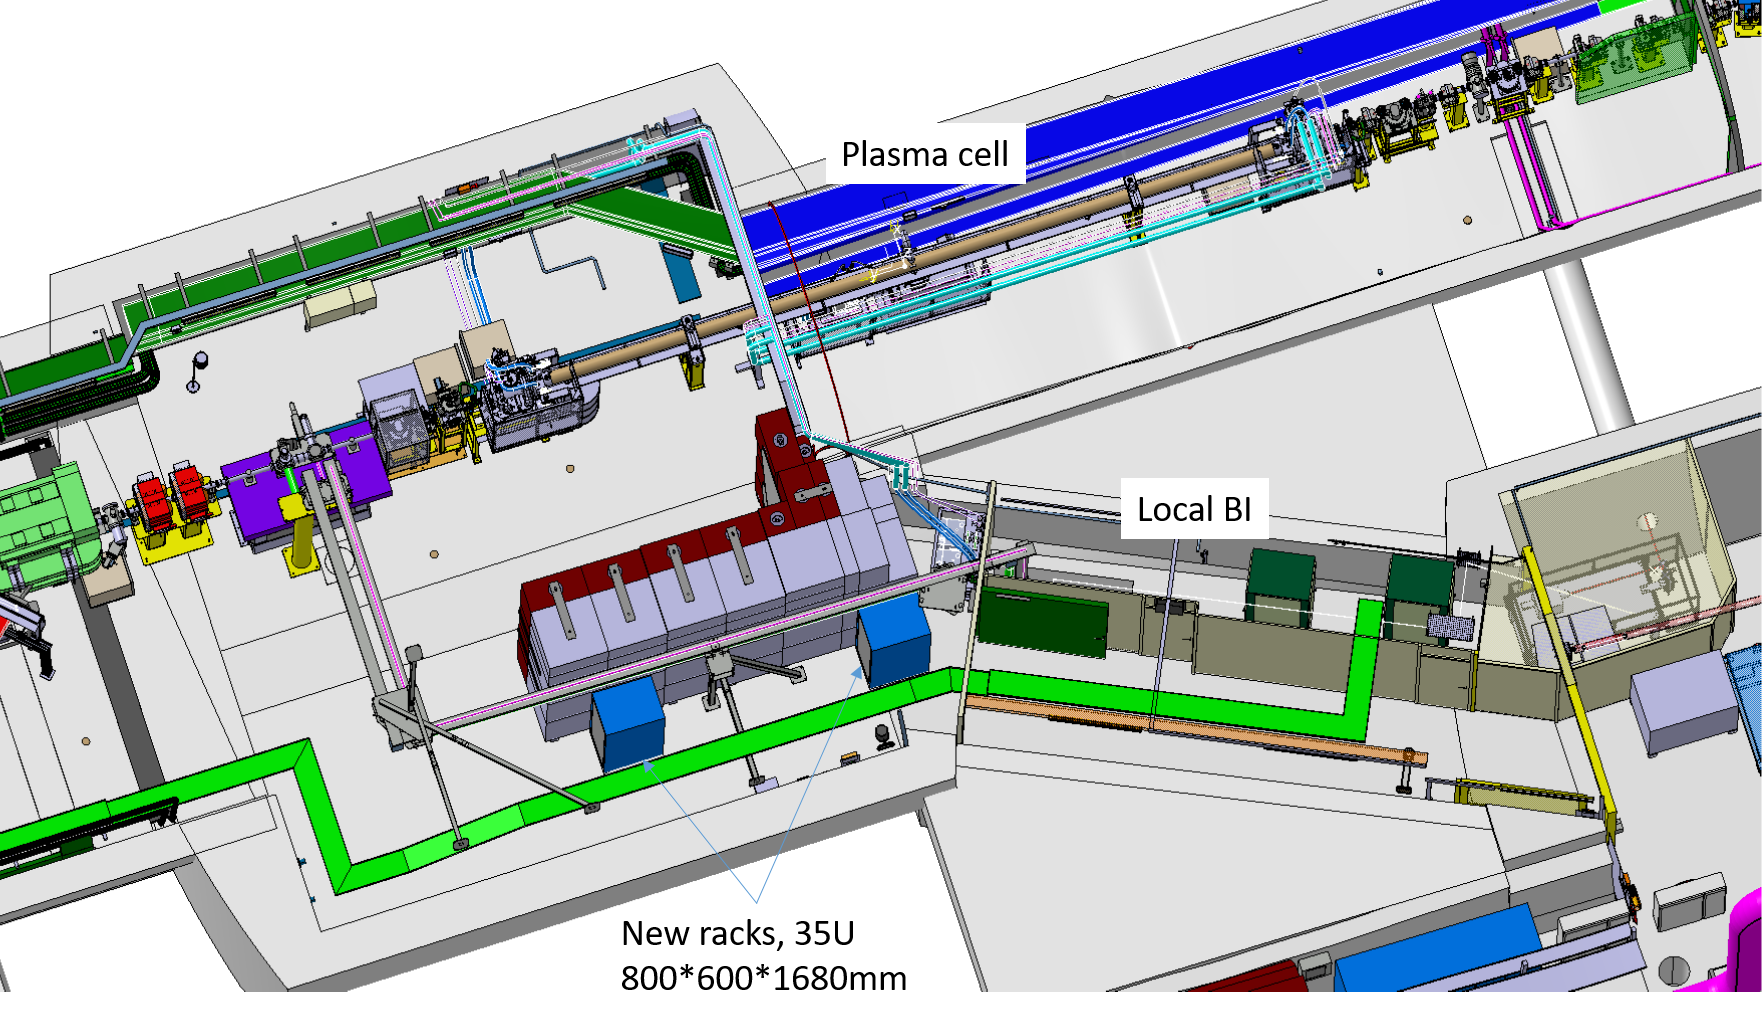 Plasma cell
Local BI
New racks, 35U
800*600*1680mm